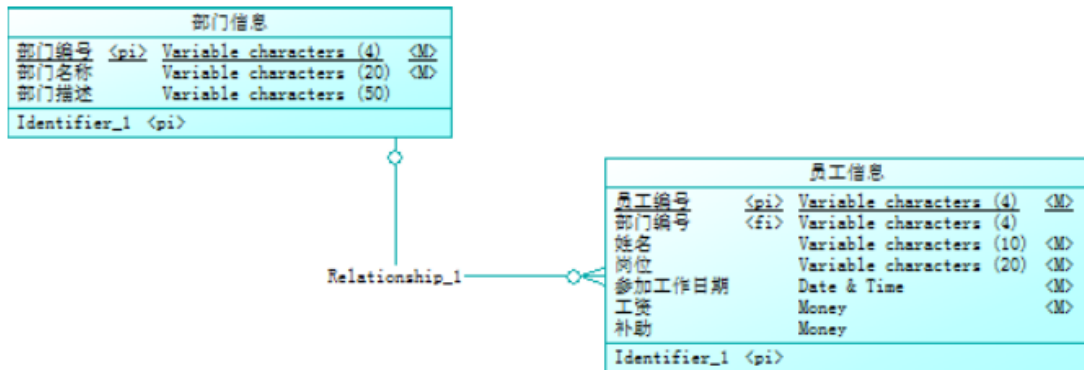 部门信息
部门编号 <pi> Variable characters (4) <M>
部门名称 Variable characters (20) <M>
部门描述 Variable characters (50)
Identifier_1 <pi>
Relationship_1
员工信息
员工编号 <pi> Variable characters (4) <M>
部门编号 <fi> Variable characters (4)
姓名 Variable characters (10) <M>
岗位 Variable characters (20) <M>
参加工作日期 Date & Time <M>
工资 Money <M>
补助 Money
Identifier_1 <pi>